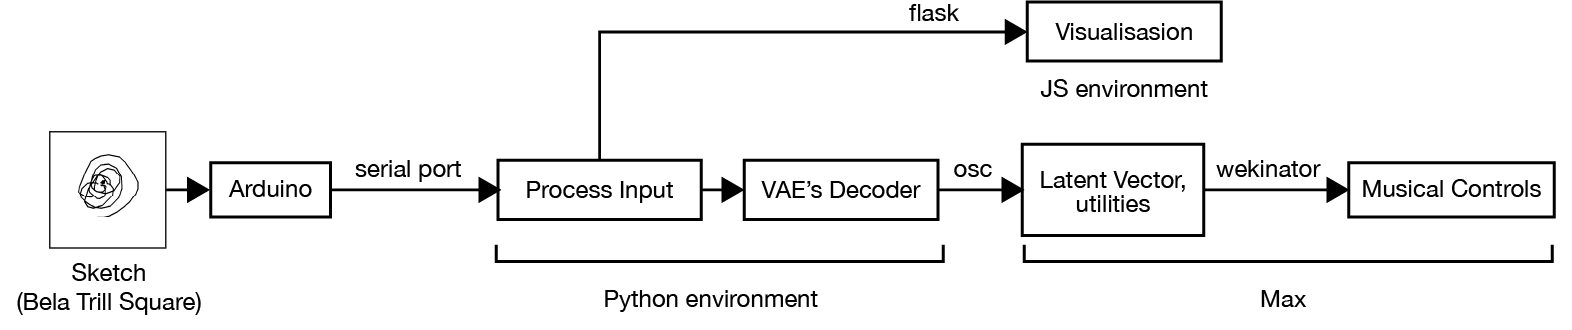 flask
Visualisasion
JS environment
Sketch
(Bela Trill Square)
Arduino
serial port
Process Input
VAE's Decoder
osc
Latent Vector,
utilities
wekinator
Musical Controls
Python environment
Max